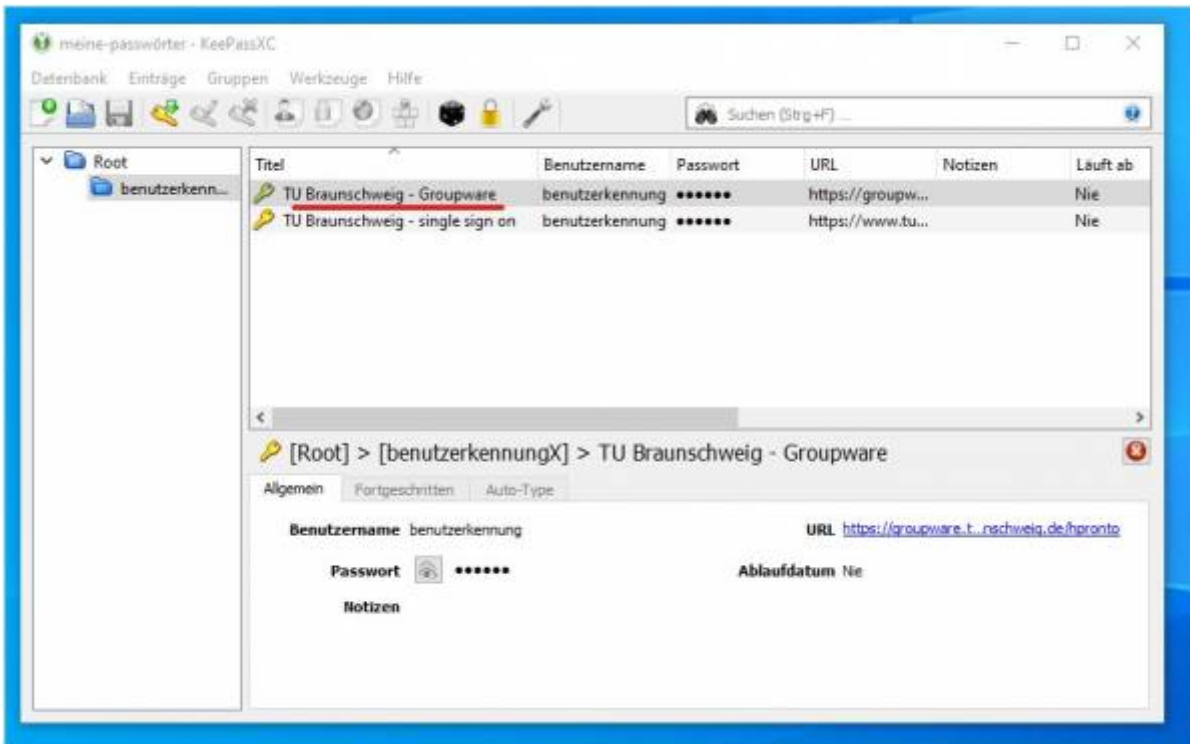 meine-passwörter - KeePassXC
Datenbank Einträge Gruppen Werkzeuge Hilfe
Suchen (Strg+F) ...
Root
benutzerkenn...
Titel Benutzername Passwort URL Notizen Läuft ab
TU Braunschweig - Groupware benutzerkennung ●●●●●● https://groupw... Nie
TU Braunschweig - single sign on benutzerkennung ●●●●●● https://www.tu... Nie
[Root] > [benutzerkennungX] > TU Braunschweig - Groupware
Allgemein Fortgeschritten Auto-Type
Benutzername benutzerkennung URL https://groupware.t...nschweig.de/hpronto
Passwort ●●●●●● Ablaufdatum Nie
Notizen